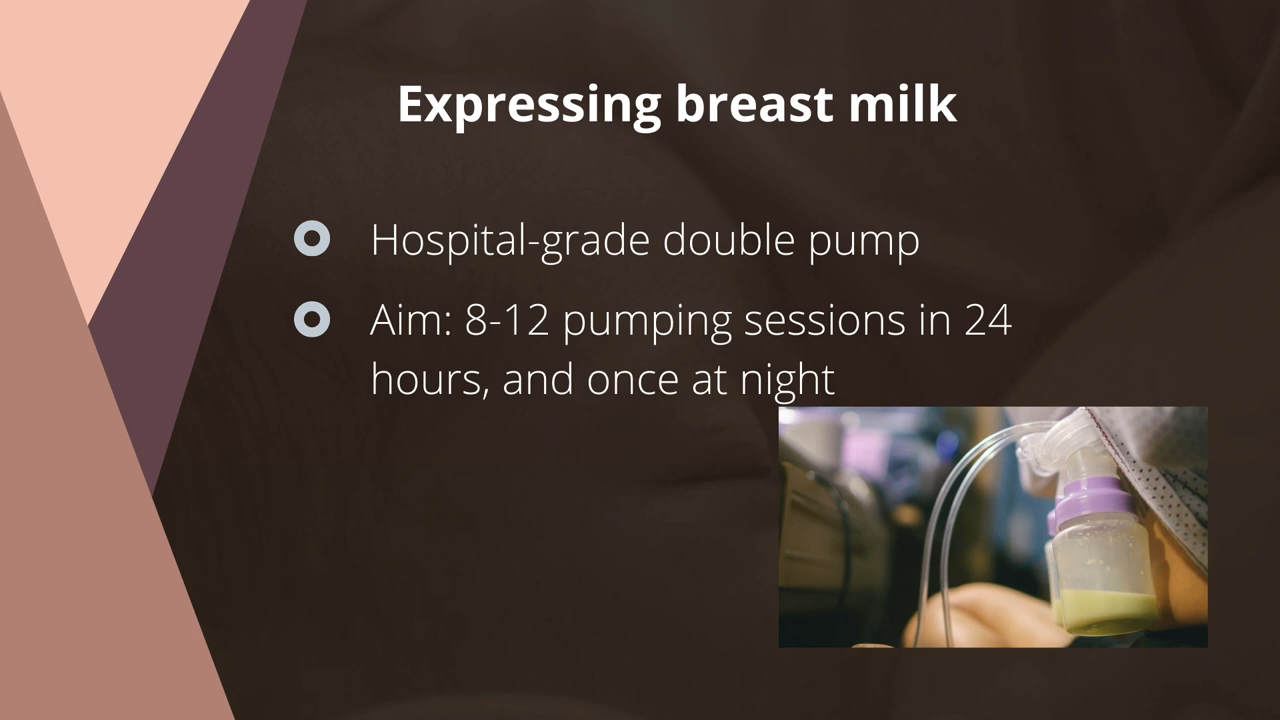 Expressing breast milk
Hospital-grade double pump
Aim: 8-12 pumping sessions in 24
hours, and once at night